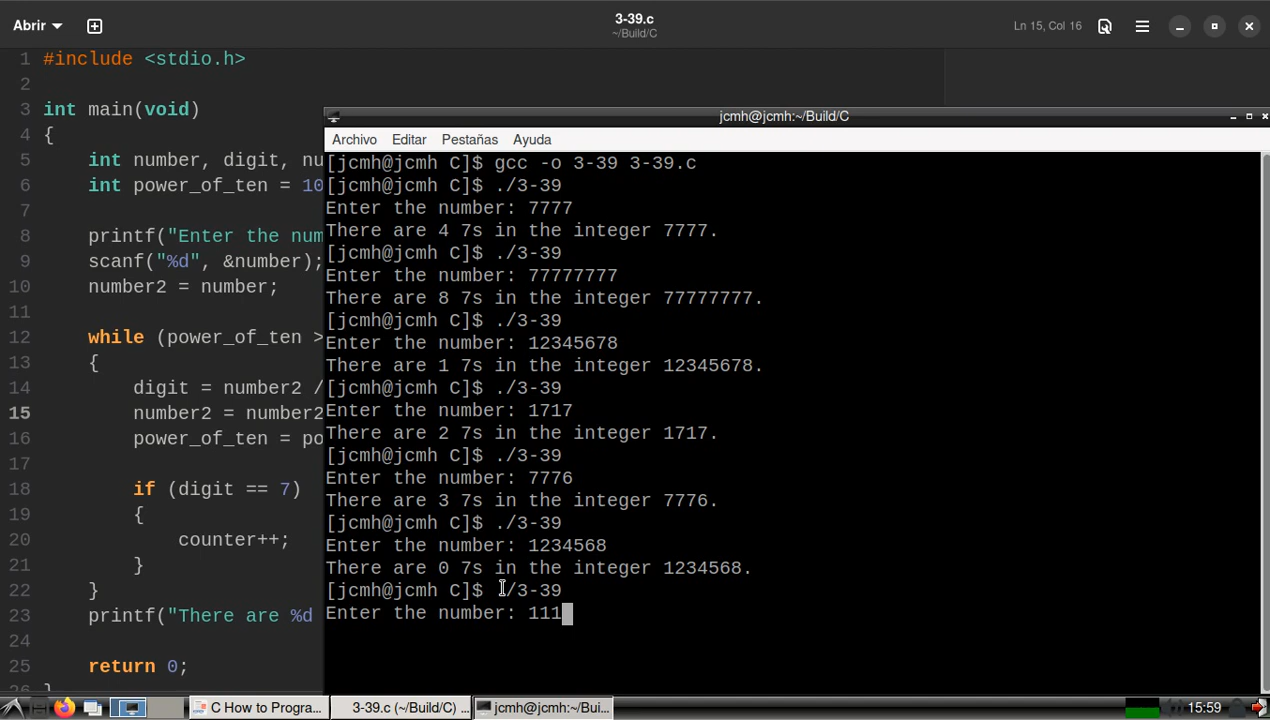 Abrir
3-39.c
~/Build/C
Ln 15, Col 16
1 #include <stdio.h>
2
3 int main(void)
4 {
5 int number, digit, nu
6 int power_of_ten = 10
7
8 printf("Enter the num
9 scanf("%d", &number);
10 number2 = number;
11
12 while (power_of_ten >
13 {
14 digit = number2 /
15 number2 = number2
16 power_of_ten = po
17
18 if (digit == 7)
19 {
20 counter++;
21 }
22 }
23 printf("There are %d
24
25 return 0;
26 }
jcmh@jcmh:~/Build/C
Archivo Editar Pestañas Ayuda
[jcmh@jcmh C]$ gcc -o 3-39 3-39.c
[jcmh@jcmh C]$ ./3-39
Enter the number: 7777
There are 4 7s in the integer 7777.
[jcmh@jcmh C]$ ./3-39
Enter the number: 77777777
There are 8 7s in the integer 77777777.
[jcmh@jcmh C]$ ./3-39
Enter the number: 12345678
There are 1 7s in the integer 12345678.
[jcmh@jcmh C]$ ./3-39
Enter the number: 1717
There are 2 7s in the integer 1717.
[jcmh@jcmh C]$ ./3-39
Enter the number: 7776
There are 3 7s in the integer 7776.
[jcmh@jcmh C]$ ./3-39
Enter the number: 1234568
There are 0 7s in the integer 1234568.
[jcmh@jcmh C]$ ./3-39
Enter the number: 111
C How to Progra...
3-39.c (~/Build/C) ...
jcmh@jcmh:~/Bui...
15:59